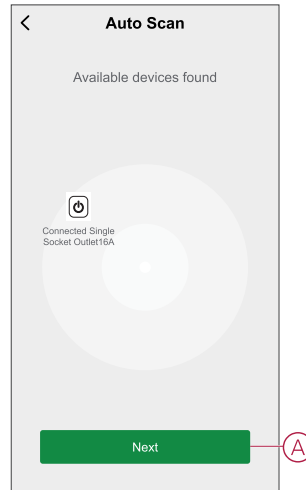 Auto Scan
Available devices found
Connected Single
Socket Outlet16A
Next
A